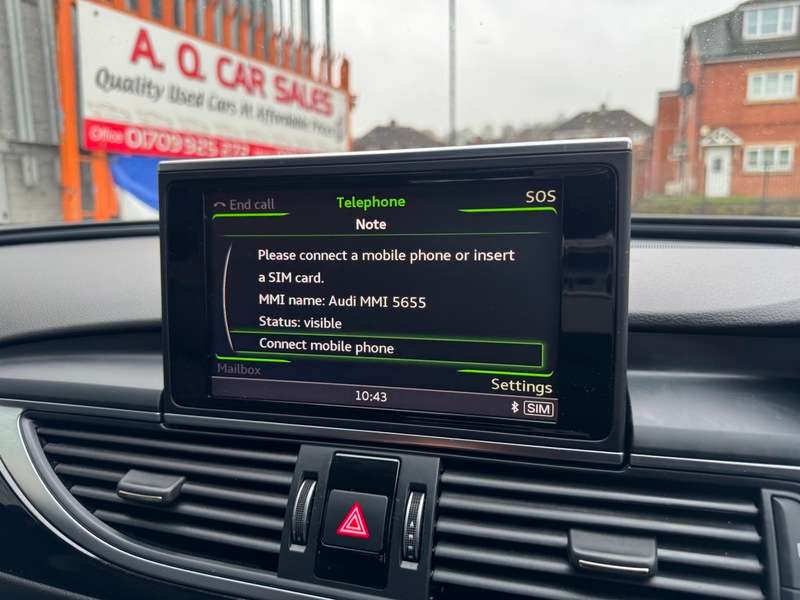 A. Q. CAR SALES
Quality Used Cars At Affordable Prices
Office 01709 925 272
End call
Telephone
SOS
Note
Please connect a mobile phone or insert
a SIM card.
MMI name: Audi MMI 5655
Status: visible
Connect mobile phone
Mailbox
Settings
10:43
SIM